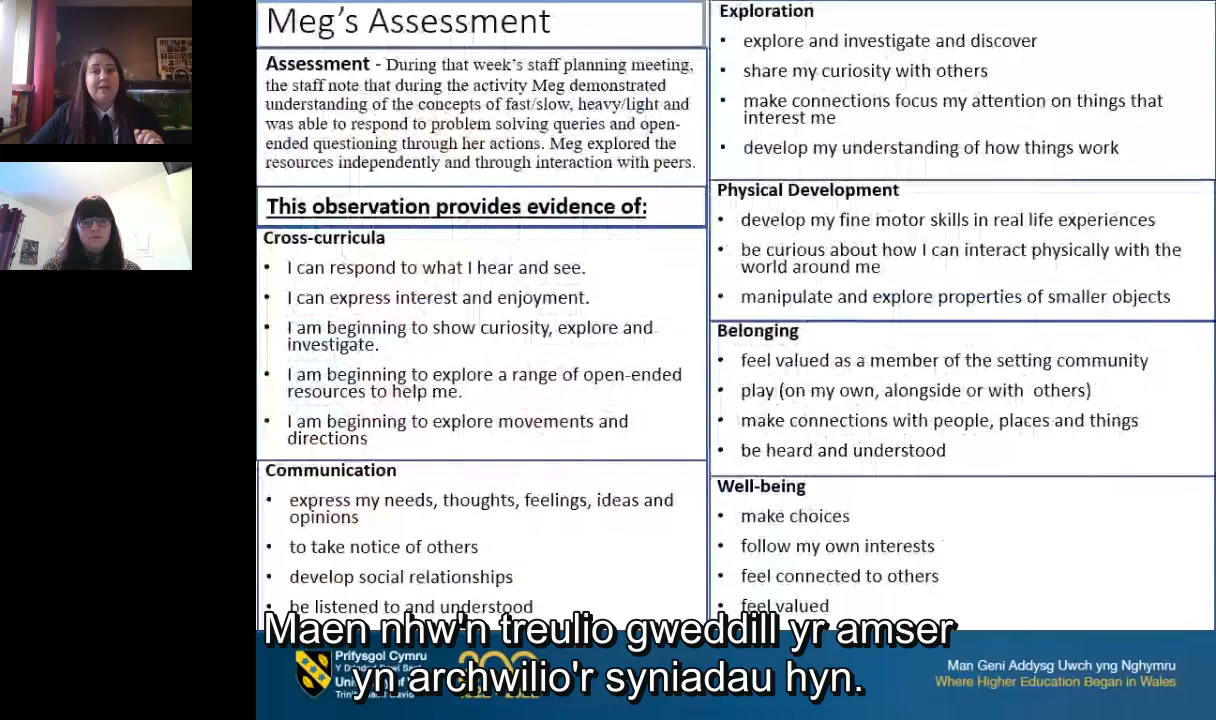 Meg's Assessment
Assessment - During that week's staff planning meeting,
the staff note that during the activity Meg demonstrated
understanding of the concepts of fast/slow, heavy/light and
was able to respond to problem solving queries and open-
ended questioning through her actions. Meg explored the
resources independently and through interaction with peers.
This observation provides evidence of:
Cross-curricula
• I can respond to what I hear and see.
• I can express interest and enjoyment.
• I am beginning to show curiosity, explore and
investigate.
• I am beginning to explore a range of open-ended
resources to help me.
• I am beginning to explore movements and
directions
Communication
• express my needs, thoughts, feelings, ideas and
opinions
• to take notice of others
• develop social relationships
• be listened to and understood
Exploration
• explore and investigate and discover
• share my curiosity with others
• make connections focus my attention on things that
interest me
• develop my understanding of how things work
Physical Development
• develop my fine motor skills in real life experiences
• be curious about how I can interact physically with the
world around me
• manipulate and explore properties of smaller objects
Belonging
• feel valued as a member of the setting community
• play (on my own, alongside or with others)
• make connections with people, places and things
• be heard and understood
Well-being
• make choices
• follow my own interests
• feel connected to others
• feel valued
Maen nhw'n treulio gweddill yr amser
yn archwilio'r syniadau hyn.
Prifysgol Cymru
Man Geni Addysg Uwch yng Nghymru
Where Higher Education Began in Wales